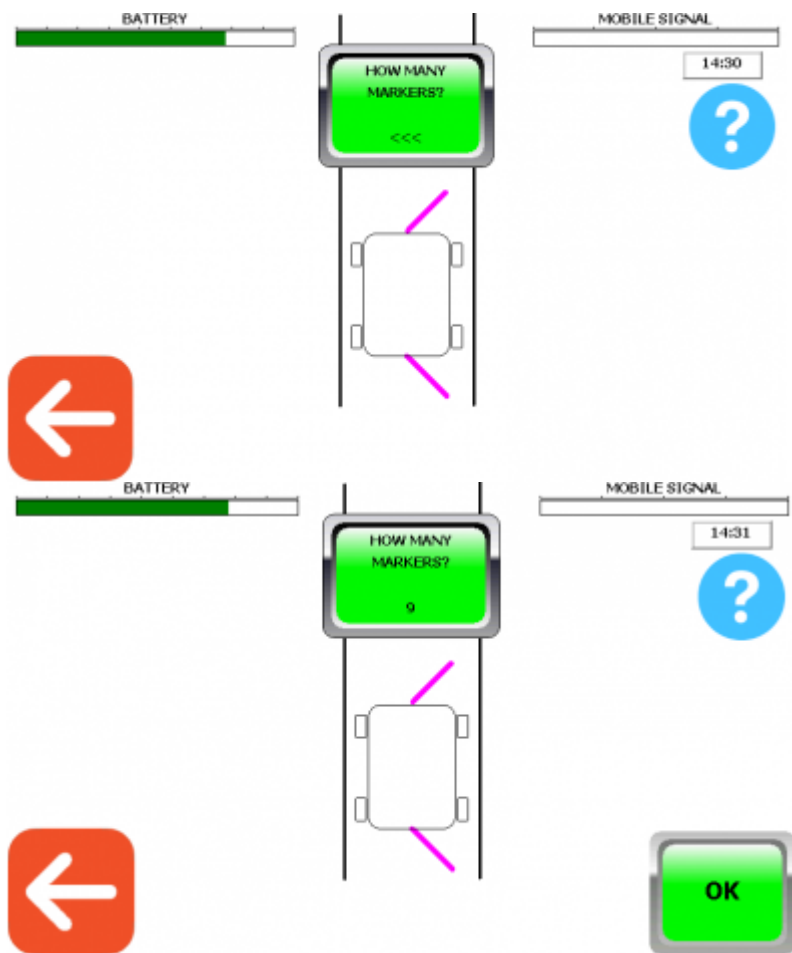 BATTERY
MOBILE SIGNAL
14:30
HOW MANY
MARKERS?
<<<
?
BATTERY
MOBILE SIGNAL
14:31
HOW MANY
MARKERS?
9
?
OK